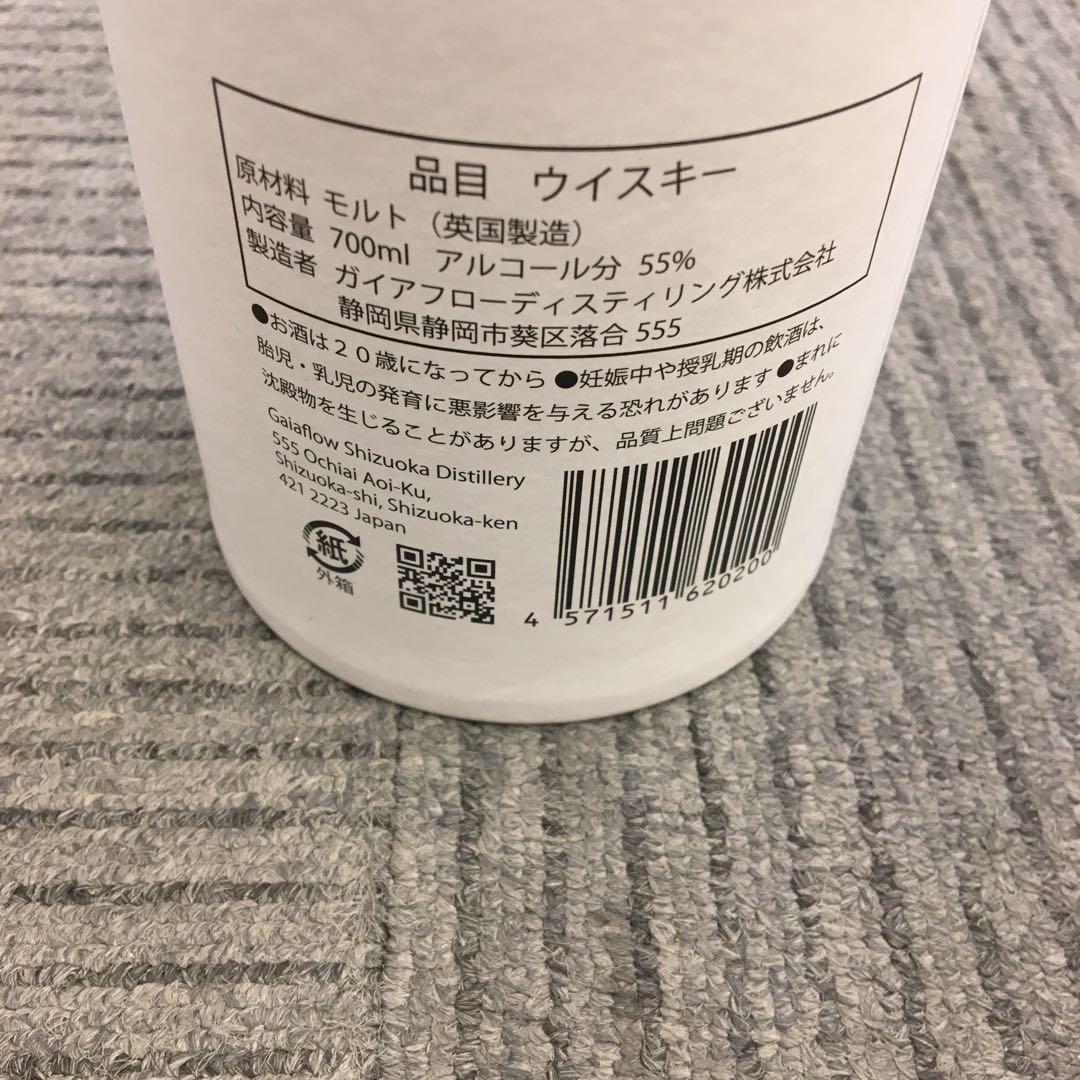 品目　ウイスキー
原材料 モルト（英国製造）
内容量 700ml アルコール分 55%
製造者 ガイアフローディスティリング株式会社
静岡県静岡市葵区落合 555
●お酒は２０歳になってから ●妊娠中や授乳期の飲酒は、
胎児・乳児の発育に悪影響を与える恐れがあります ●まれに
沈殿物を生じることがありますが、品質上問題ございません。
Gaiaflow Shizuoka Distillery
555 Ochiai Aoi-Ku,
Shizuoka-shi, Shizuoka-ken
421 2223 Japan
紙
外箱
4 571511 620200